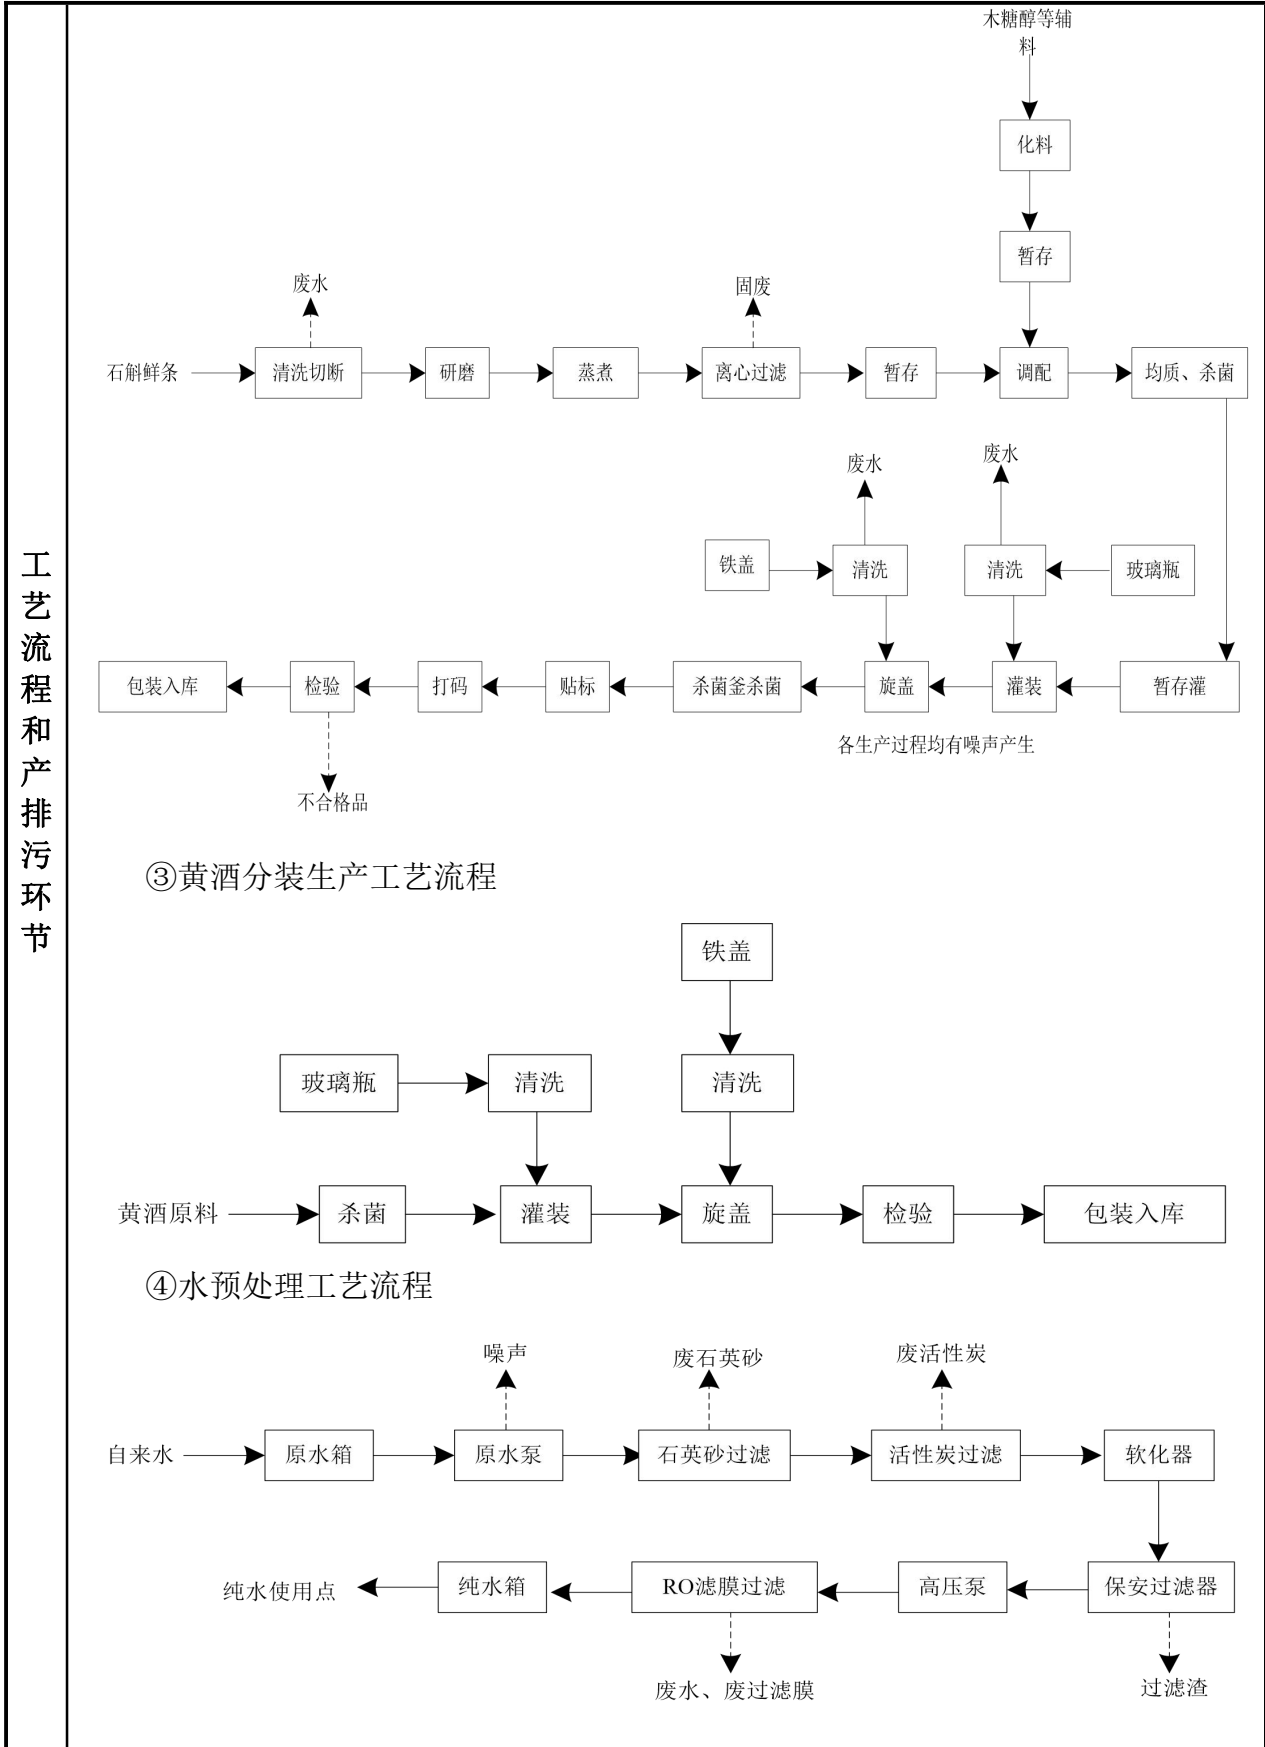 工艺流程和产排污环节
木糖醇等辅
料
化料
暂存
废水
固废
石斛鲜条
清洗切断
研磨
蒸煮
离心过滤
暂存
调配
均质、杀菌
废水
废水
铁盖
清洗
清洗
玻璃瓶
包装入库
检验
打码
贴标
杀菌釜杀菌
旋盖
灌装
暂存灌
各生产过程均有噪声产生
不合格品
③黄酒分装生产工艺流程
铁盖
玻璃瓶
清洗
清洗
黄酒原料
杀菌
灌装
旋盖
检验
包装入库
④水预处理工艺流程
噪声
废石英砂
废活性炭
自来水
原水箱
原水泵
石英砂过滤
活性炭过滤
软化器
纯水使用点
纯水箱
RO滤膜过滤
高压泵
保安过滤器
废水、废过滤膜
过滤渣